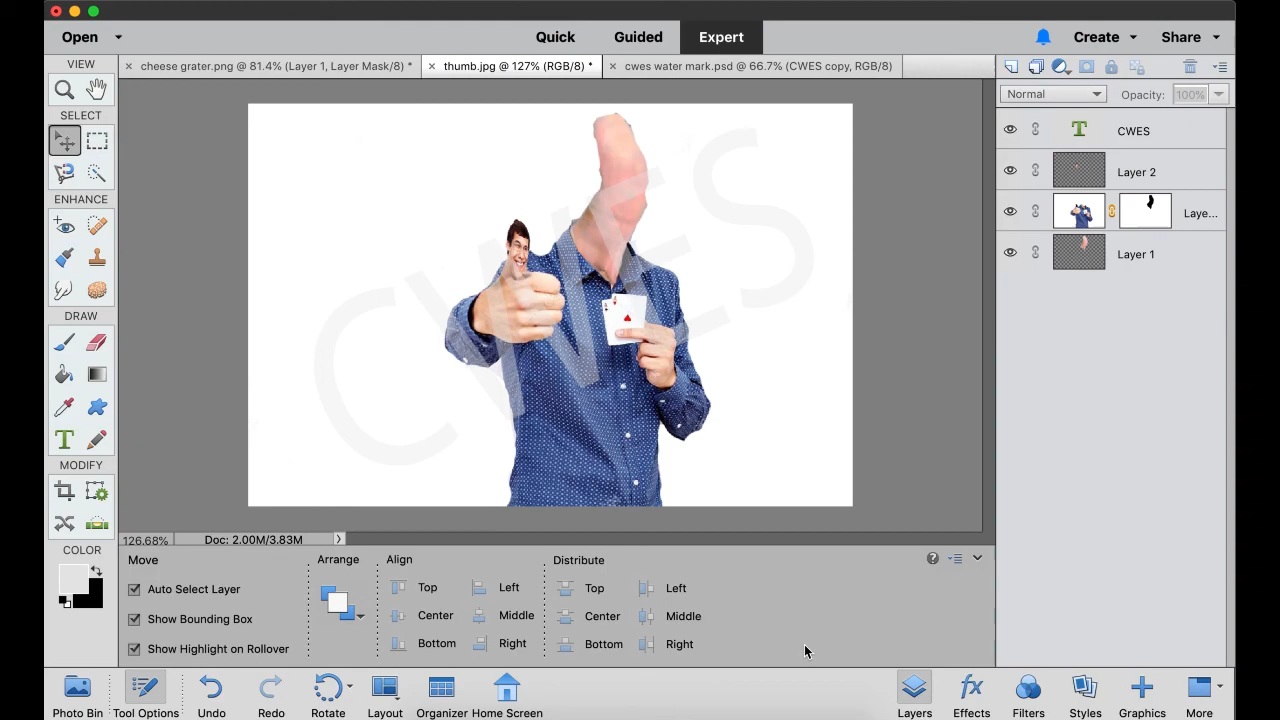 Open Quick Guided Expert Create Share
VIEW
cheese grater.png @ 81.4% (Layer 1, Layer Mask/8) * thumb.jpg @ 127% (RGB/8) * cwes water mark.psd @ 66.7% (CWES copy, RGB/8)
Normal Opacity: 100%
SELECT
ENHANCE
DRAW
MODIFY
COLOR
CWES
T CWES
Layer 2
Laye...
Layer 1
126.68% Doc: 2.00M/3.83M
Move Arrange Align Distribute
Auto Select Layer Top Left Top Left
Show Bounding Box Center Middle Center Middle
Show Highlight on Rollover Bottom Right Bottom Right
Photo Bin Tool Options Undo Redo Rotate Layout Organizer Home Screen Layers Effects Filters Styles Graphics More